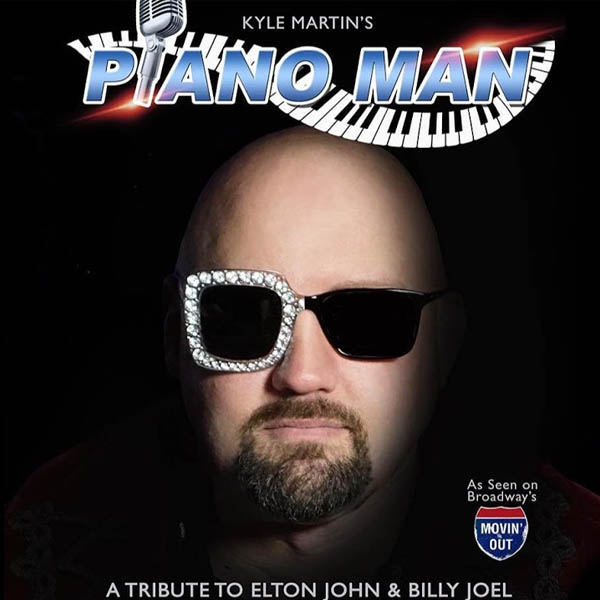 KYLE MARTIN'S
PIANO MAN
As Seen on
Broadway's
MOVIN'
OUT
A TRIBUTE TO ELTON JOHN & BILLY JOEL